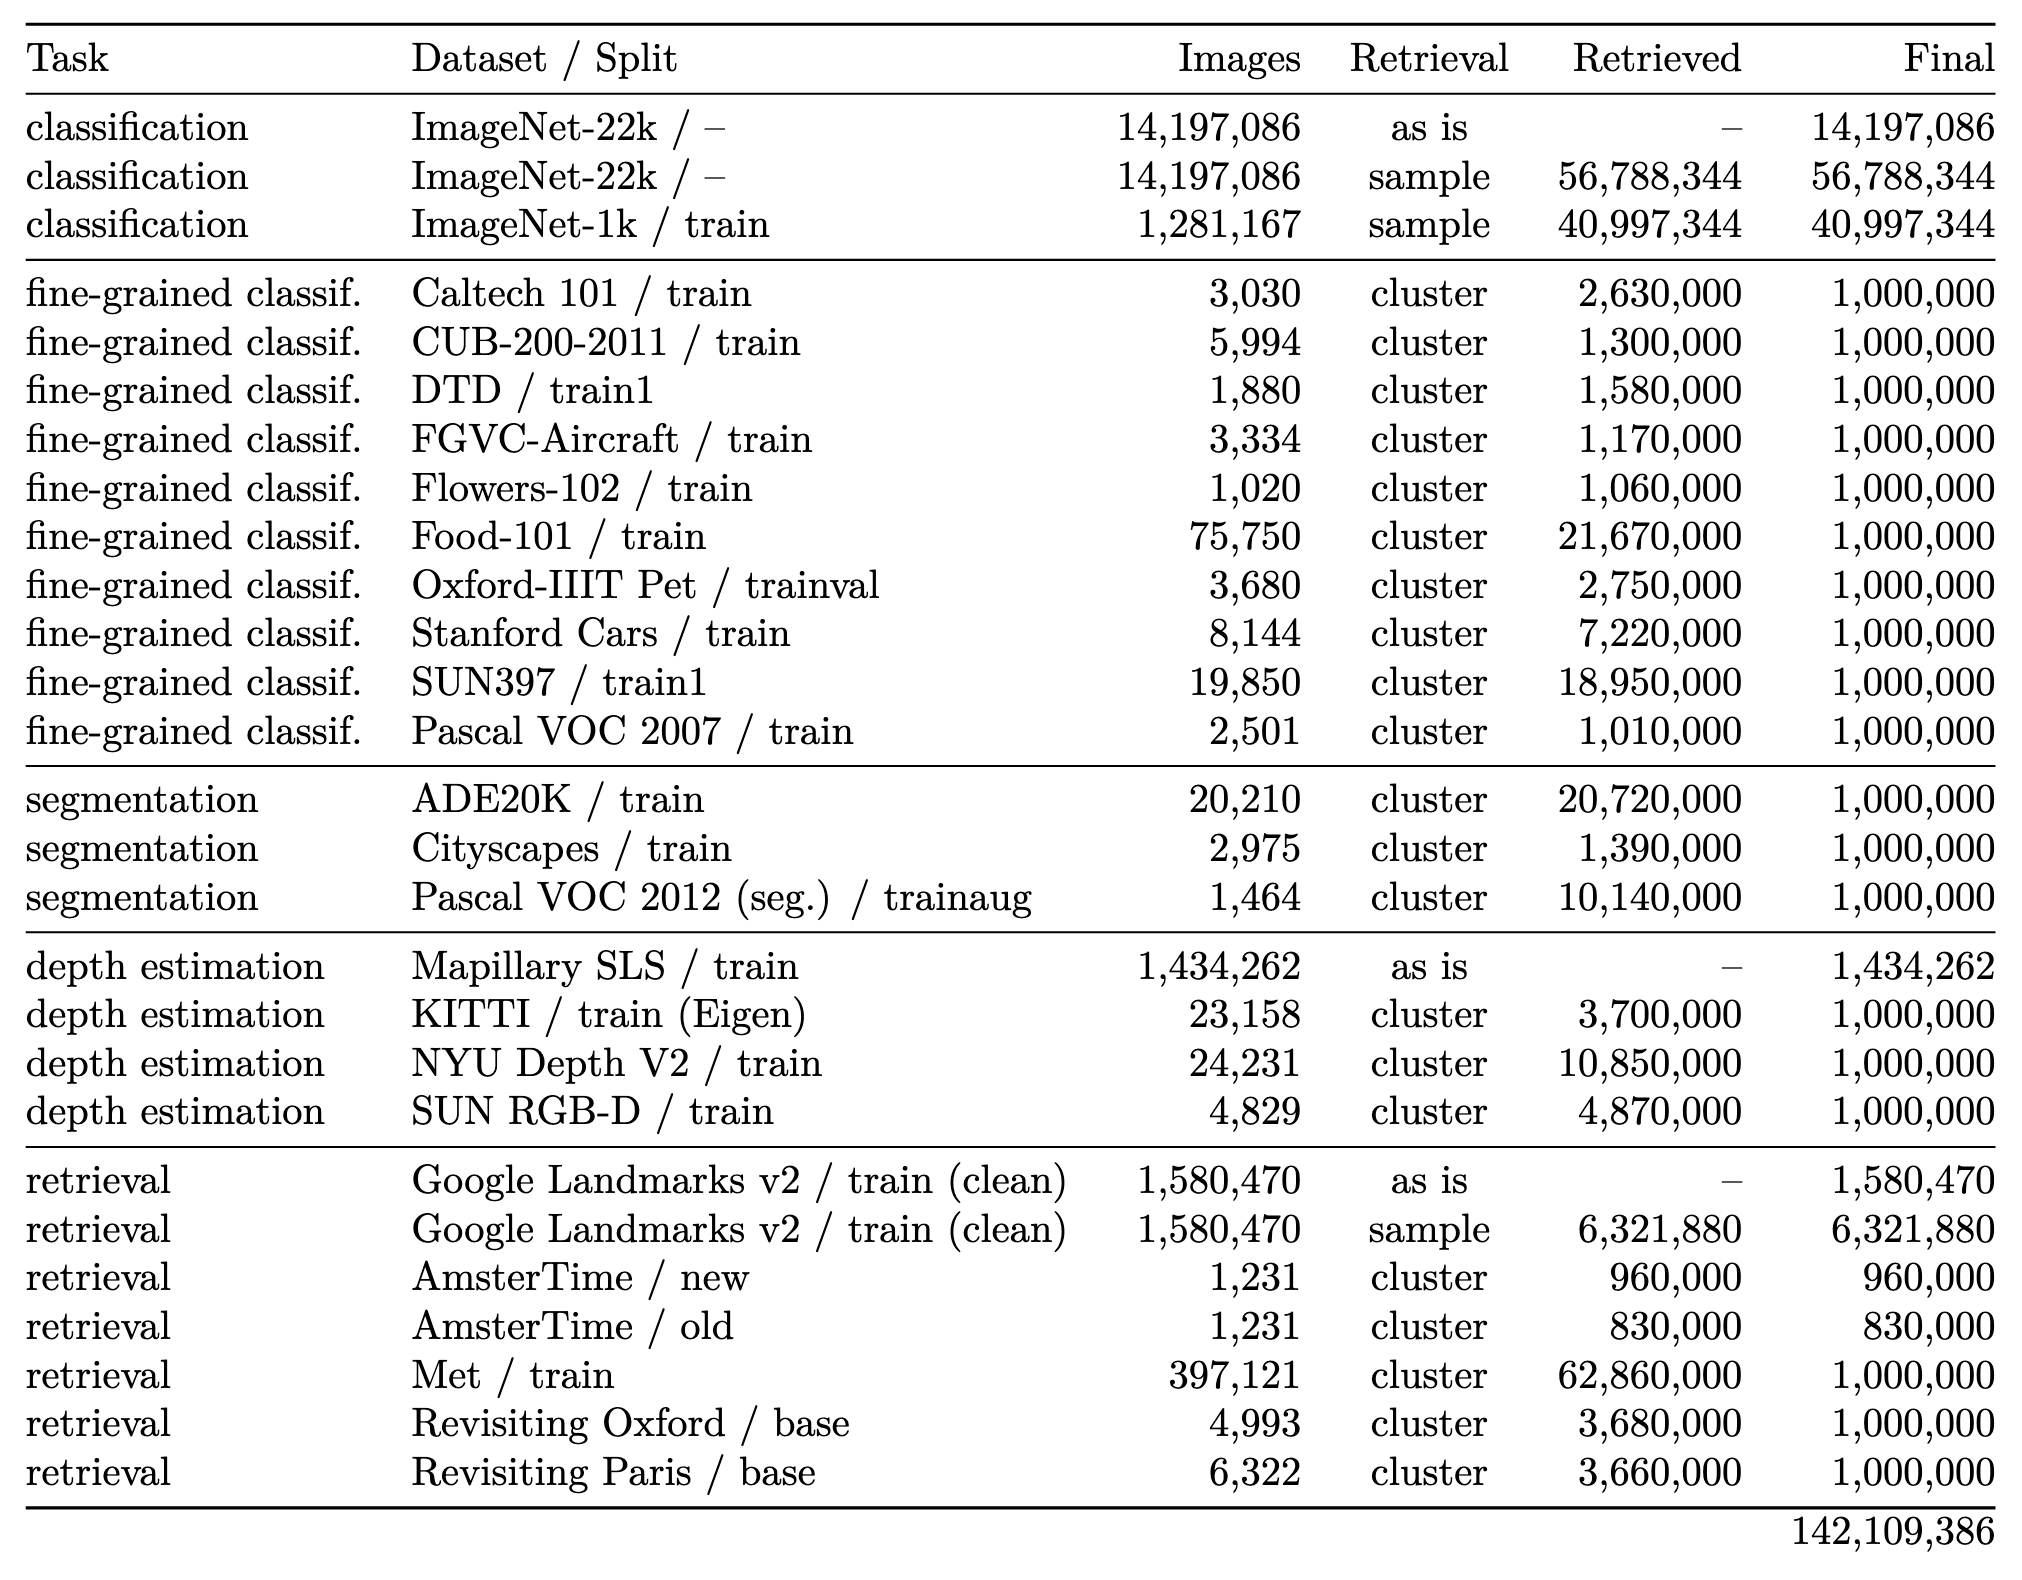 Task Dataset / Split Images Retrieval Retrieved Final
classification ImageNet-22k / – 14,197,086 as is – 14,197,086
classification ImageNet-22k / – 14,197,086 sample 56,788,344 56,788,344
classification ImageNet-1k / train 1,281,167 sample 40,997,344 40,997,344
fine-grained classif. Caltech 101 / train 3,030 cluster 2,630,000 1,000,000
fine-grained classif. CUB-200-2011 / train 5,994 cluster 1,300,000 1,000,000
fine-grained classif. DTD / train1 1,880 cluster 1,580,000 1,000,000
fine-grained classif. FGVC-Aircraft / train 3,334 cluster 1,170,000 1,000,000
fine-grained classif. Flowers-102 / train 1,020 cluster 1,060,000 1,000,000
fine-grained classif. Food-101 / train 75,750 cluster 21,670,000 1,000,000
fine-grained classif. Oxford-IIIT Pet / trainval 3,680 cluster 2,750,000 1,000,000
fine-grained classif. Stanford Cars / train 8,144 cluster 7,220,000 1,000,000
fine-grained classif. SUN397 / train1 19,850 cluster 18,950,000 1,000,000
fine-grained classif. Pascal VOC 2007 / train 2,501 cluster 1,010,000 1,000,000
segmentation ADE20K / train 20,210 cluster 20,720,000 1,000,000
segmentation Cityscapes / train 2,975 cluster 1,390,000 1,000,000
segmentation Pascal VOC 2012 (seg.) / trainaug 1,464 cluster 10,140,000 1,000,000
depth estimation Mapillary SLS / train 1,434,262 as is – 1,434,262
depth estimation KITTI / train (Eigen) 23,158 cluster 3,700,000 1,000,000
depth estimation NYU Depth V2 / train 24,231 cluster 10,850,000 1,000,000
depth estimation SUN RGB-D / train 4,829 cluster 4,870,000 1,000,000
retrieval Google Landmarks v2 / train (clean) 1,580,470 as is – 1,580,470
retrieval Google Landmarks v2 / train (clean) 1,580,470 sample 6,321,880 6,321,880
retrieval AmsterTime / new 1,231 cluster 960,000 960,000
retrieval AmsterTime / old 1,231 cluster 830,000 830,000
retrieval Met / train 397,121 cluster 62,860,000 1,000,000
retrieval Revisiting Oxford / base 4,993 cluster 3,680,000 1,000,000
retrieval Revisiting Paris / base 6,322 cluster 3,660,000 1,000,000
142,109,386